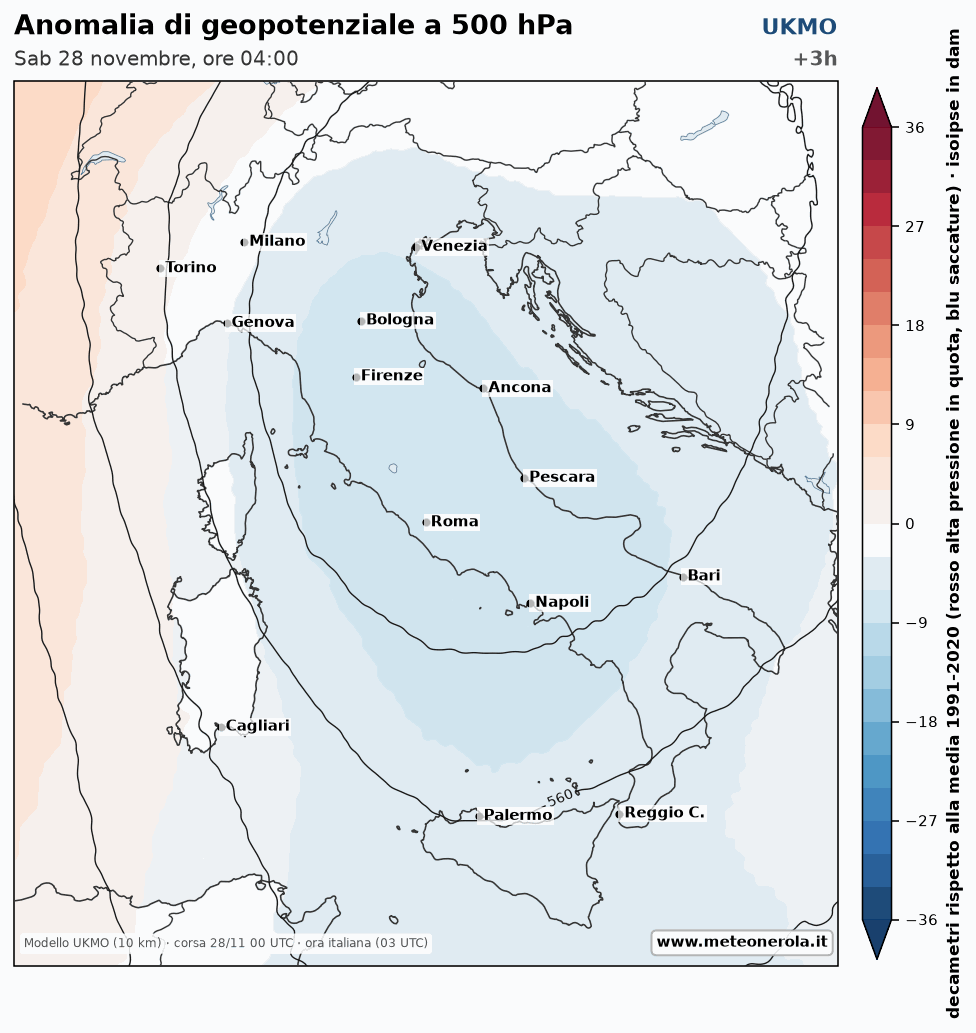 Anomalia di geopotenziale a 500 hPa
UKMO
Sab 28 novembre, ore 04:00
+3h
Milano
Venezia
Torino
Genova
Bologna
Firenze
Ancona
Pescara
Roma
Bari
Napoli
Cagliari
560
Palermo
Reggio C.
Modello UKMO (10 km) · corsa 28/11 00 UTC · ora italiana (03 UTC)
www.meteonerola.it
36
27
18
9
0
−9
−18
−27
−36
decametri rispetto alla media 1991-2020 (rosso alta pressione in quota, blu saccature) · isoipse in dam